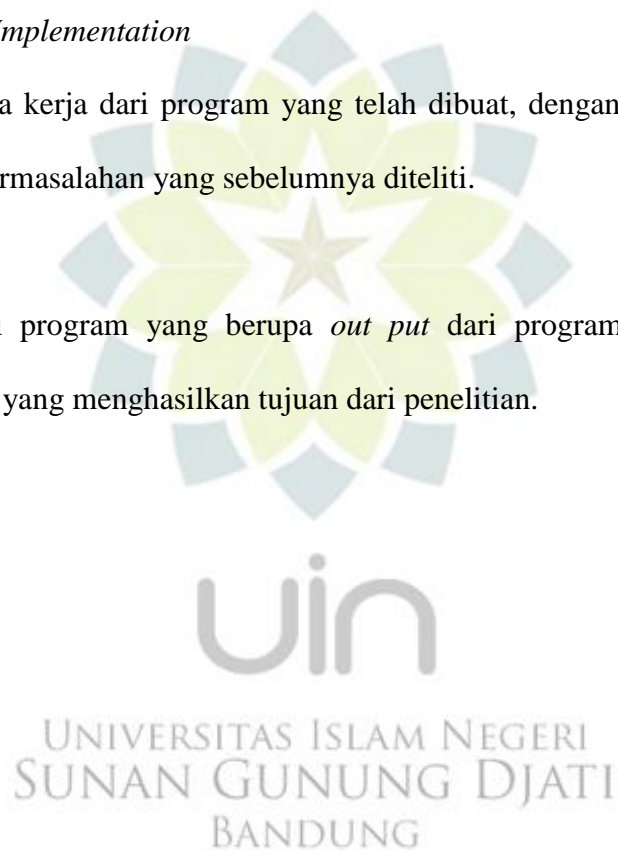 Implementation
a kerja dari program yang telah dibuat, dengan
rmasalahan yang sebelumnya diteliti.
i program yang berupa out put dari program
yang menghasilkan tujuan dari penelitian.
uin
UNIVERSITAS ISLAM NEGERI
SUNAN GUNUNG DJATI
BANDUNG